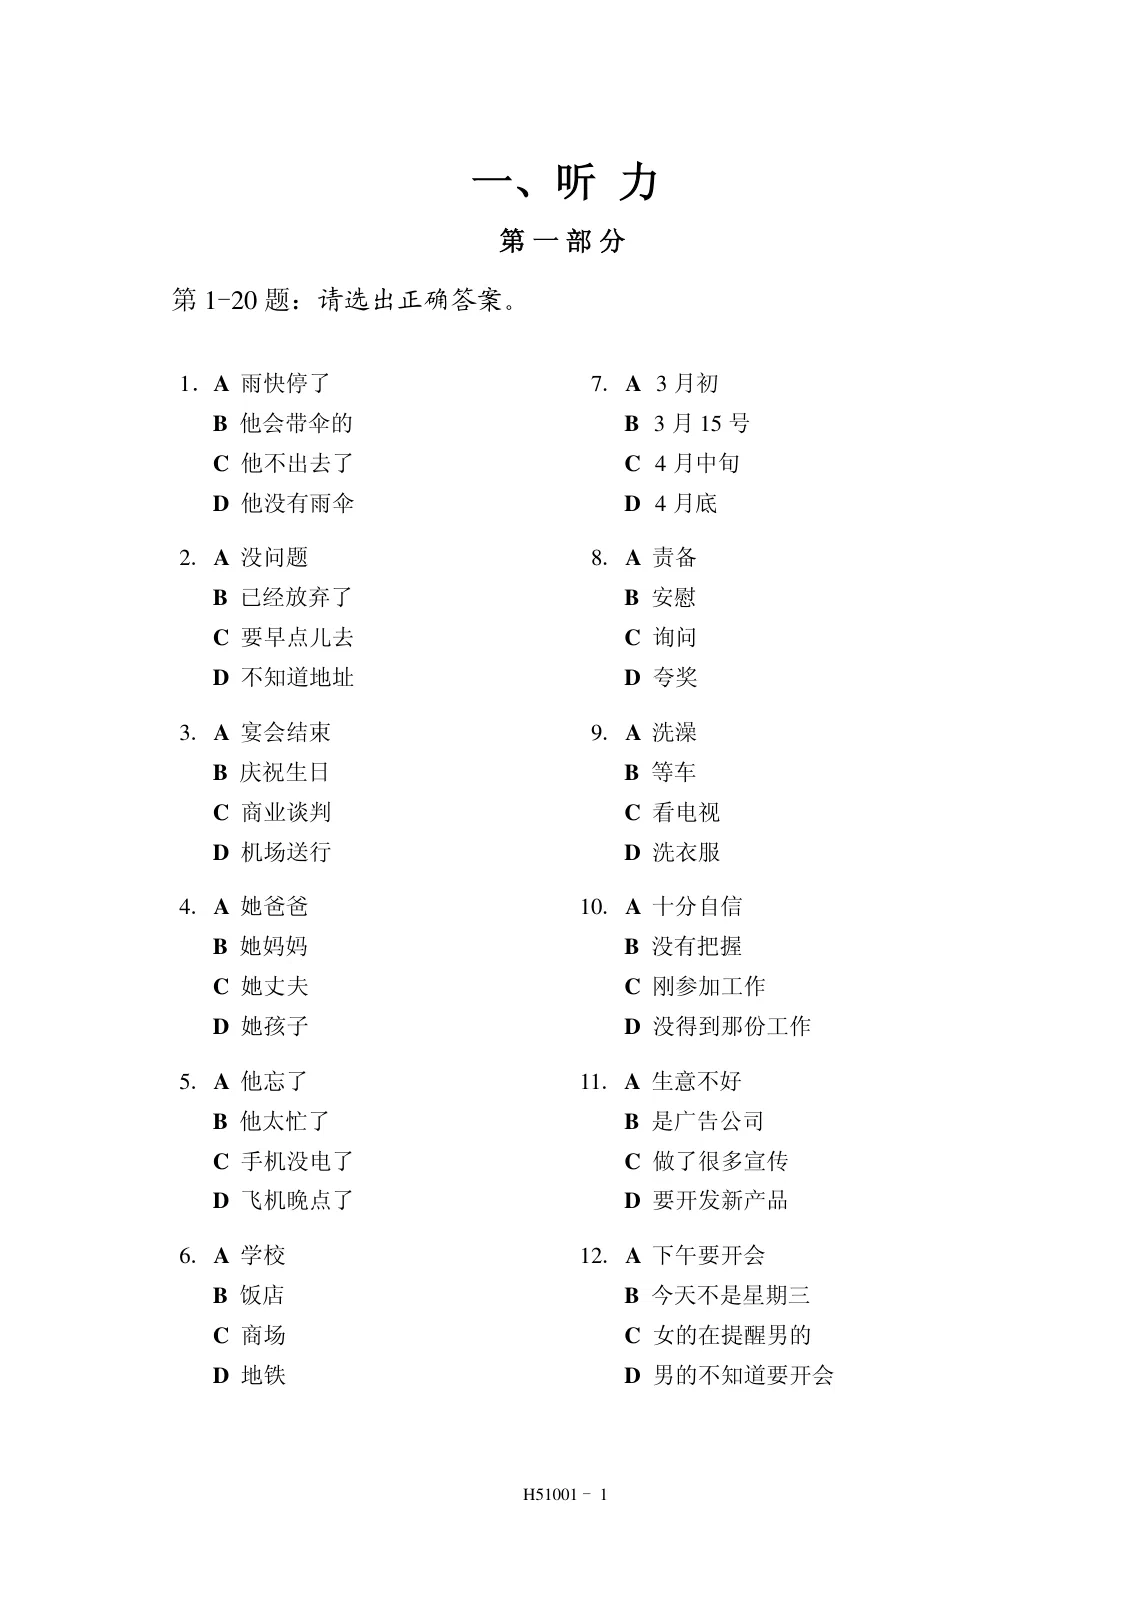 一、听 力
第一部分
第 1-20 题：请选出正确答案。
1. A 雨快停了
B 他会带伞的
C 他不出去了
D 他没有雨伞
2. A 没问题
B 已经放弃了
C 要早点儿去
D 不知道地址
3. A 宴会结束
B 庆祝生日
C 商业谈判
D 机场送行
4. A 她爸爸
B 她妈妈
C 她丈夫
D 她孩子
5. A 他忘了
B 他太忙了
C 手机没电了
D 飞机晚点了
6. A 学校
B 饭店
C 商场
D 地铁
7. A 3 月初
B 3 月 15 号
C 4 月中旬
D 4 月底
8. A 责备
B 安慰
C 询问
D 夸奖
9. A 洗澡
B 等车
C 看电视
D 洗衣服
10. A 十分自信
B 没有把握
C 刚参加工作
D 没得到那份工作
11. A 生意不好
B 是广告公司
C 做了很多宣传
D 要开发新产品
12. A 下午要开会
B 今天不是星期三
C 女的在提醒男的
D 男的不知道要开会
H51001 - 1